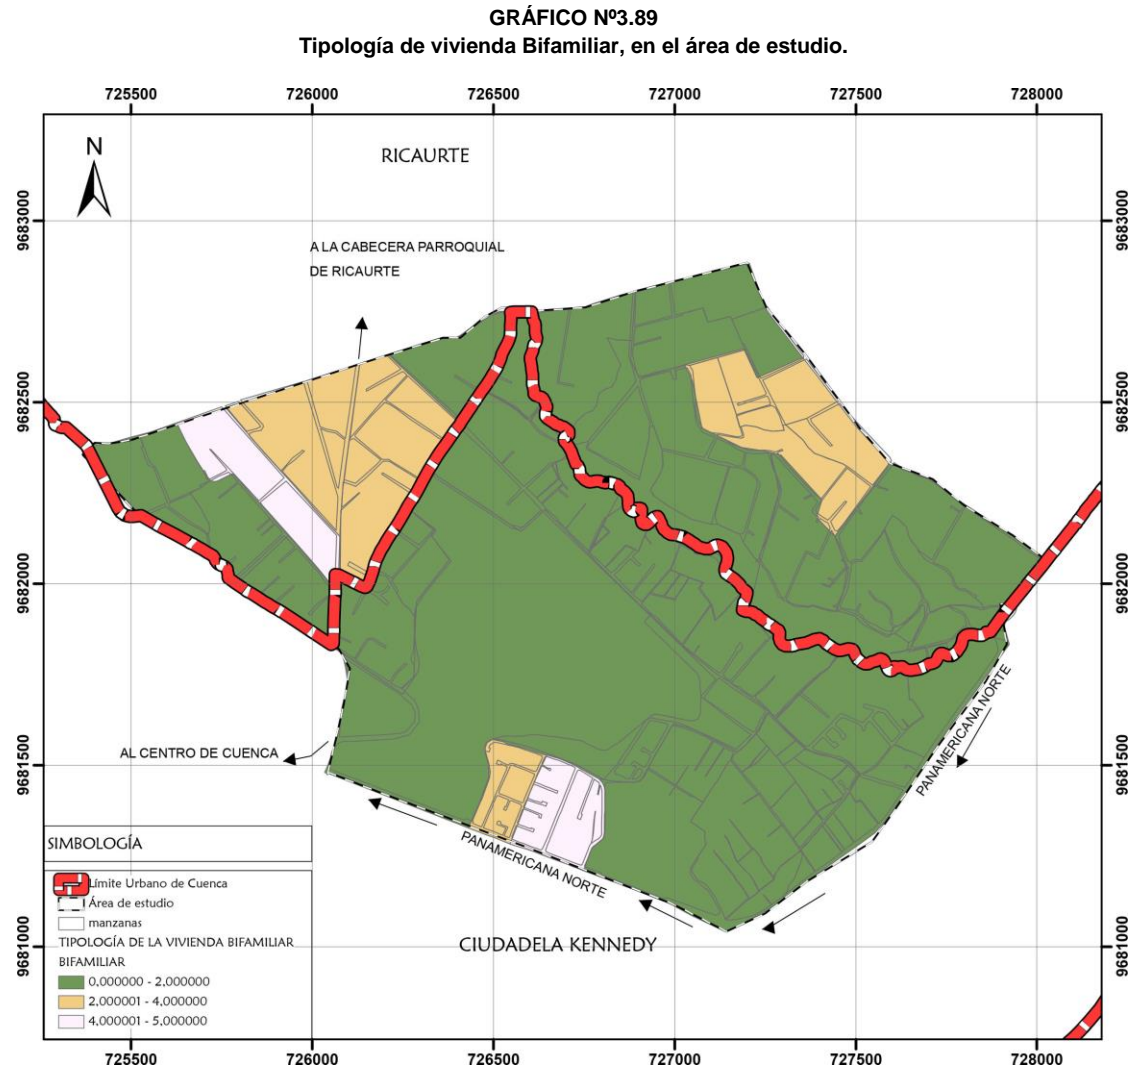 GRÁFICO Nº3.89
Tipología de vivienda Bifamiliar, en el área de estudio.
725500 726000 726500 727000 727500 728000
N
RICAURTE
9683000 9683000
A LA CABECERA PARROQUIAL
DE RICAURTE
9682500 9682500
9682000 9682000
PANAMERICANA NORTE
AL CENTRO DE CUENCA
9681500 9681500
PANAMERICANA NORTE
CIUDADELA KENNEDY
9681000 9681000
SIMBOLOGÍA
Límite Urbano de Cuenca
Área de estudio
manzanas
TIPOLOGÍA DE LA VIVIENDA BIFAMILIAR
BIFAMILIAR
0,000000 - 2,000000
2,000001 - 4,000000
4,000001 - 5,000000
725500 726000 726500 727000 727500 728000